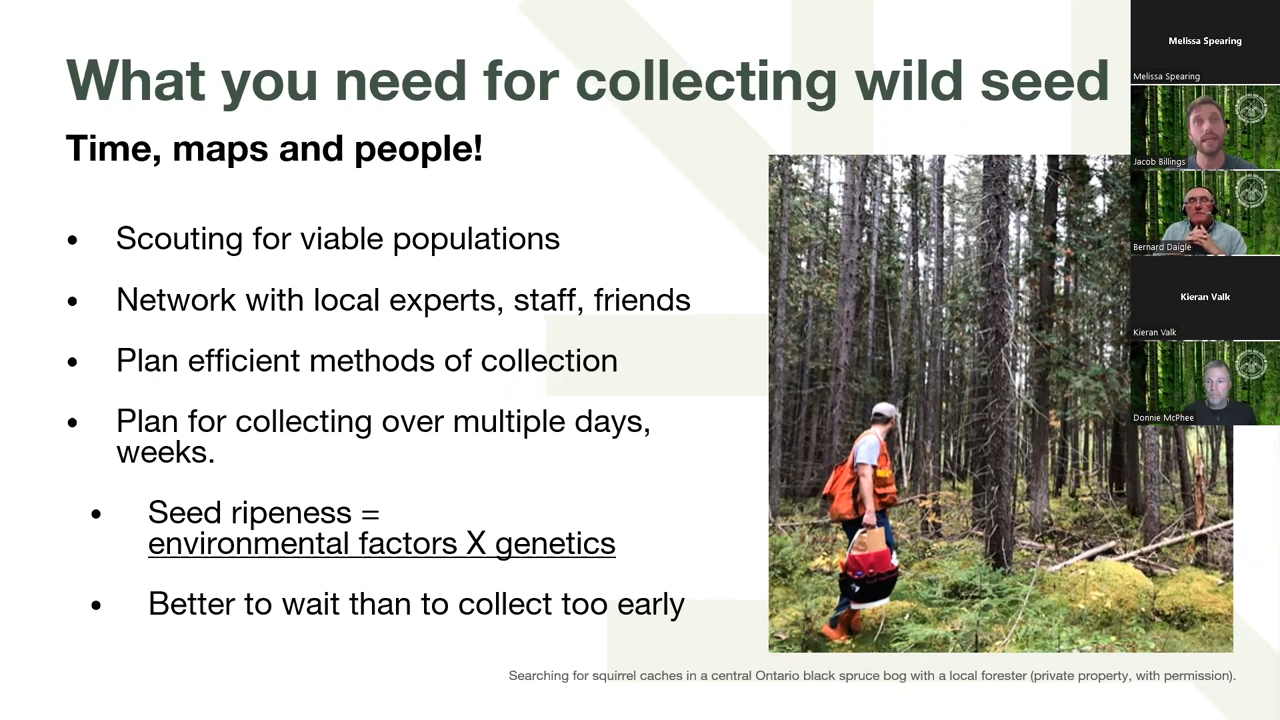 What you need for collecting wild seed
Time, maps and people!
• Scouting for viable populations
• Network with local experts, staff, friends
• Plan efficient methods of collection
• Plan for collecting over multiple days,
weeks.
• Seed ripeness =
environmental factors X genetics
• Better to wait than to collect too early
Searching for squirrel caches in a central Ontario black spruce bog with a local forester (private property, with permission).
Melissa Spearing
Melissa Spearing
Jacob Billings
Bernard Daigle
Kieran Valk
Kieran Valk
Donnie McPhee